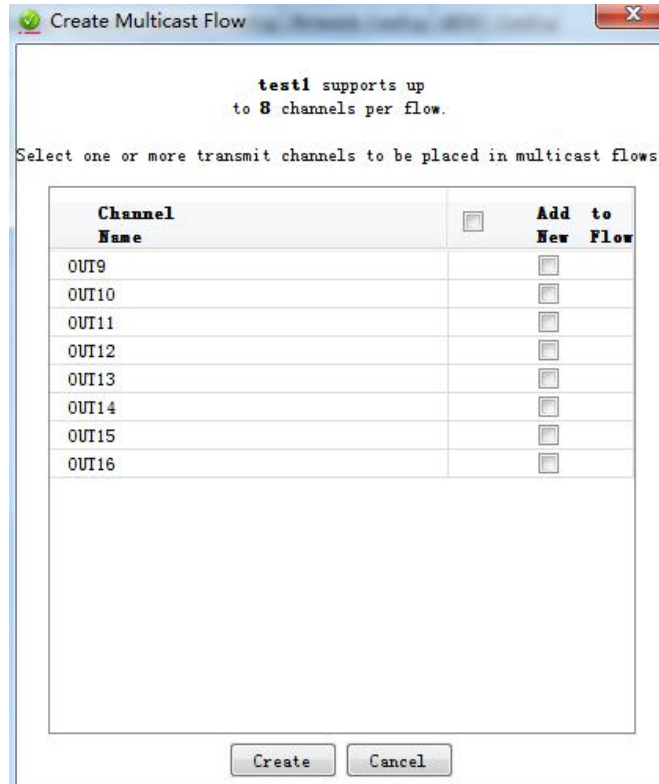 Create Multicast Flow
test1 supports up
to 8 channels per flow.
Select one or more transmit channels to be placed in multicast flows
Channel Add to
Name New Flow
OUT9
OUT10
OUT11
OUT12
OUT13
OUT14
OUT15
OUT16
Create Cancel